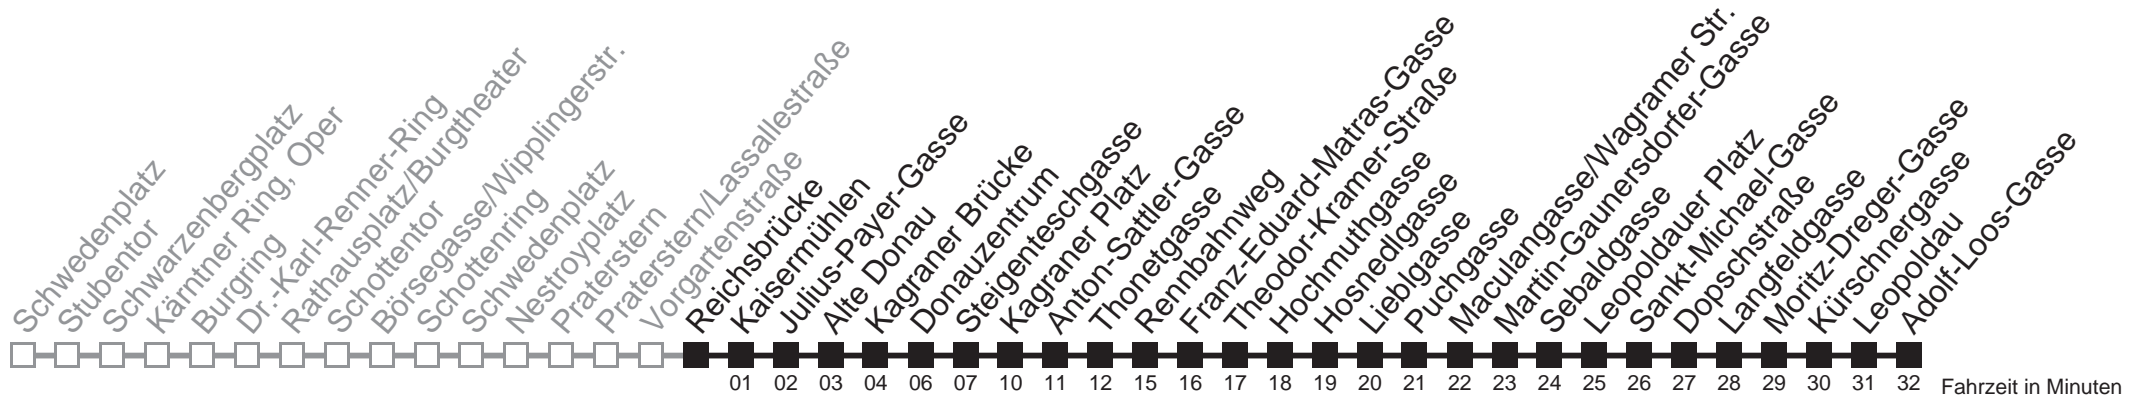 Schwedenplatz
Stubentor
Schwarzenbergplatz
Kärntner Ring, Oper
Burgring
Dr.-Karl-Renner-Ring
Rathausplatz/Burgtheater
Schottentor
Börsegasse/Wipplingerstr.
Schottenring
Schwedenplatz
Nestroyplatz
Praterstern
Praterstern/Lassallestraße
Vorgartenstraße
Reichsbrücke
Kaisermühlen
Julius-Payer-Gasse
Alte Donau
Kagraner Brücke
Donauzentrum
Steigenteschgasse
Kagraner Platz
Anton-Sattler-Gasse
Thonetgasse
Rennbahnweg
Franz-Eduard-Matras-Gasse
Theodor-Kramer-Straße
Hochmuthgasse
Hosnedlgasse
Lieblgasse
Puchgasse
Maculangasse/Wagramer Str.
Martin-Gaunersdorfer-Gasse
Sebaldgasse
Leopoldauer Platz
Sankt-Michael-Gasse
Dopschstraße
Langfeldgasse
Moritz-Dreger-Gasse
Kürschnergasse
Leopoldau
Adolf-Loos-Gasse
01 02 03 04 06 07 10 11 12 15 16 17 18 19 20 21 22 23 24 25 26 27 28 29 30 31 32 Fahrzeit in Minuten